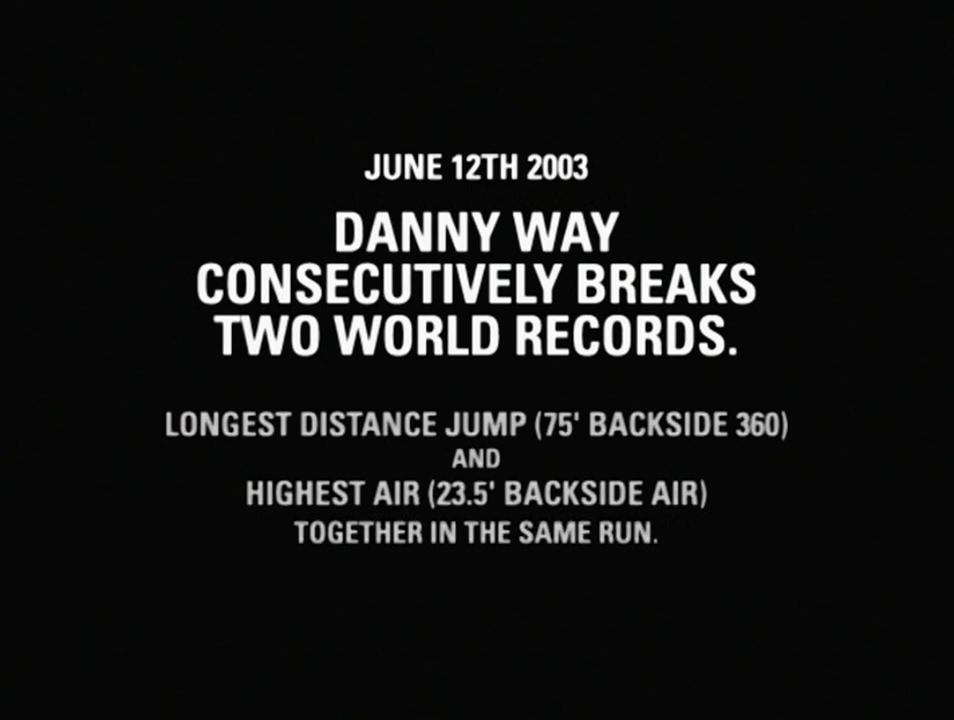 JUNE 12TH 2003
DANNY WAY
CONSECUTIVELY BREAKS
TWO WORLD RECORDS.
LONGEST DISTANCE JUMP (75' BACKSIDE 360)
AND
HIGHEST AIR (23.5' BACKSIDE AIR)
TOGETHER IN THE SAME RUN.